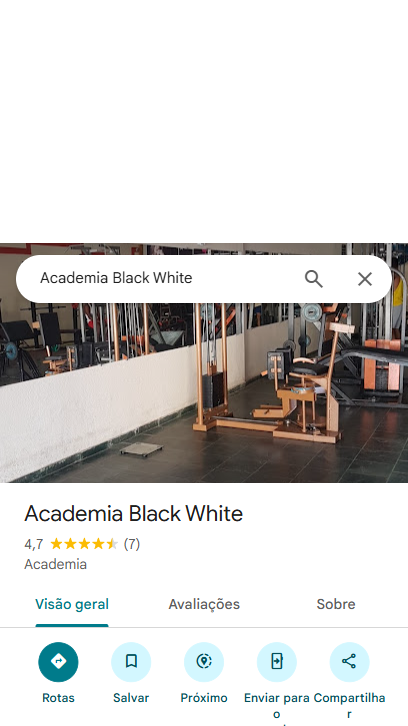 Academia Black White
Academia Black White
4,7 (7)
Academia
Visão geral Avaliações Sobre
Rotas Salvar Próximo Enviar para Compartilha
o r